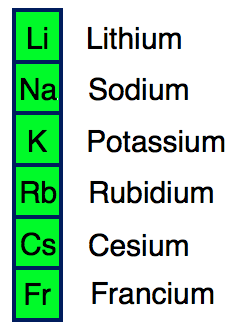 Li Lithium
Na Sodium
K Potassium
Rb Rubidium
Cs Cesium
Fr Francium